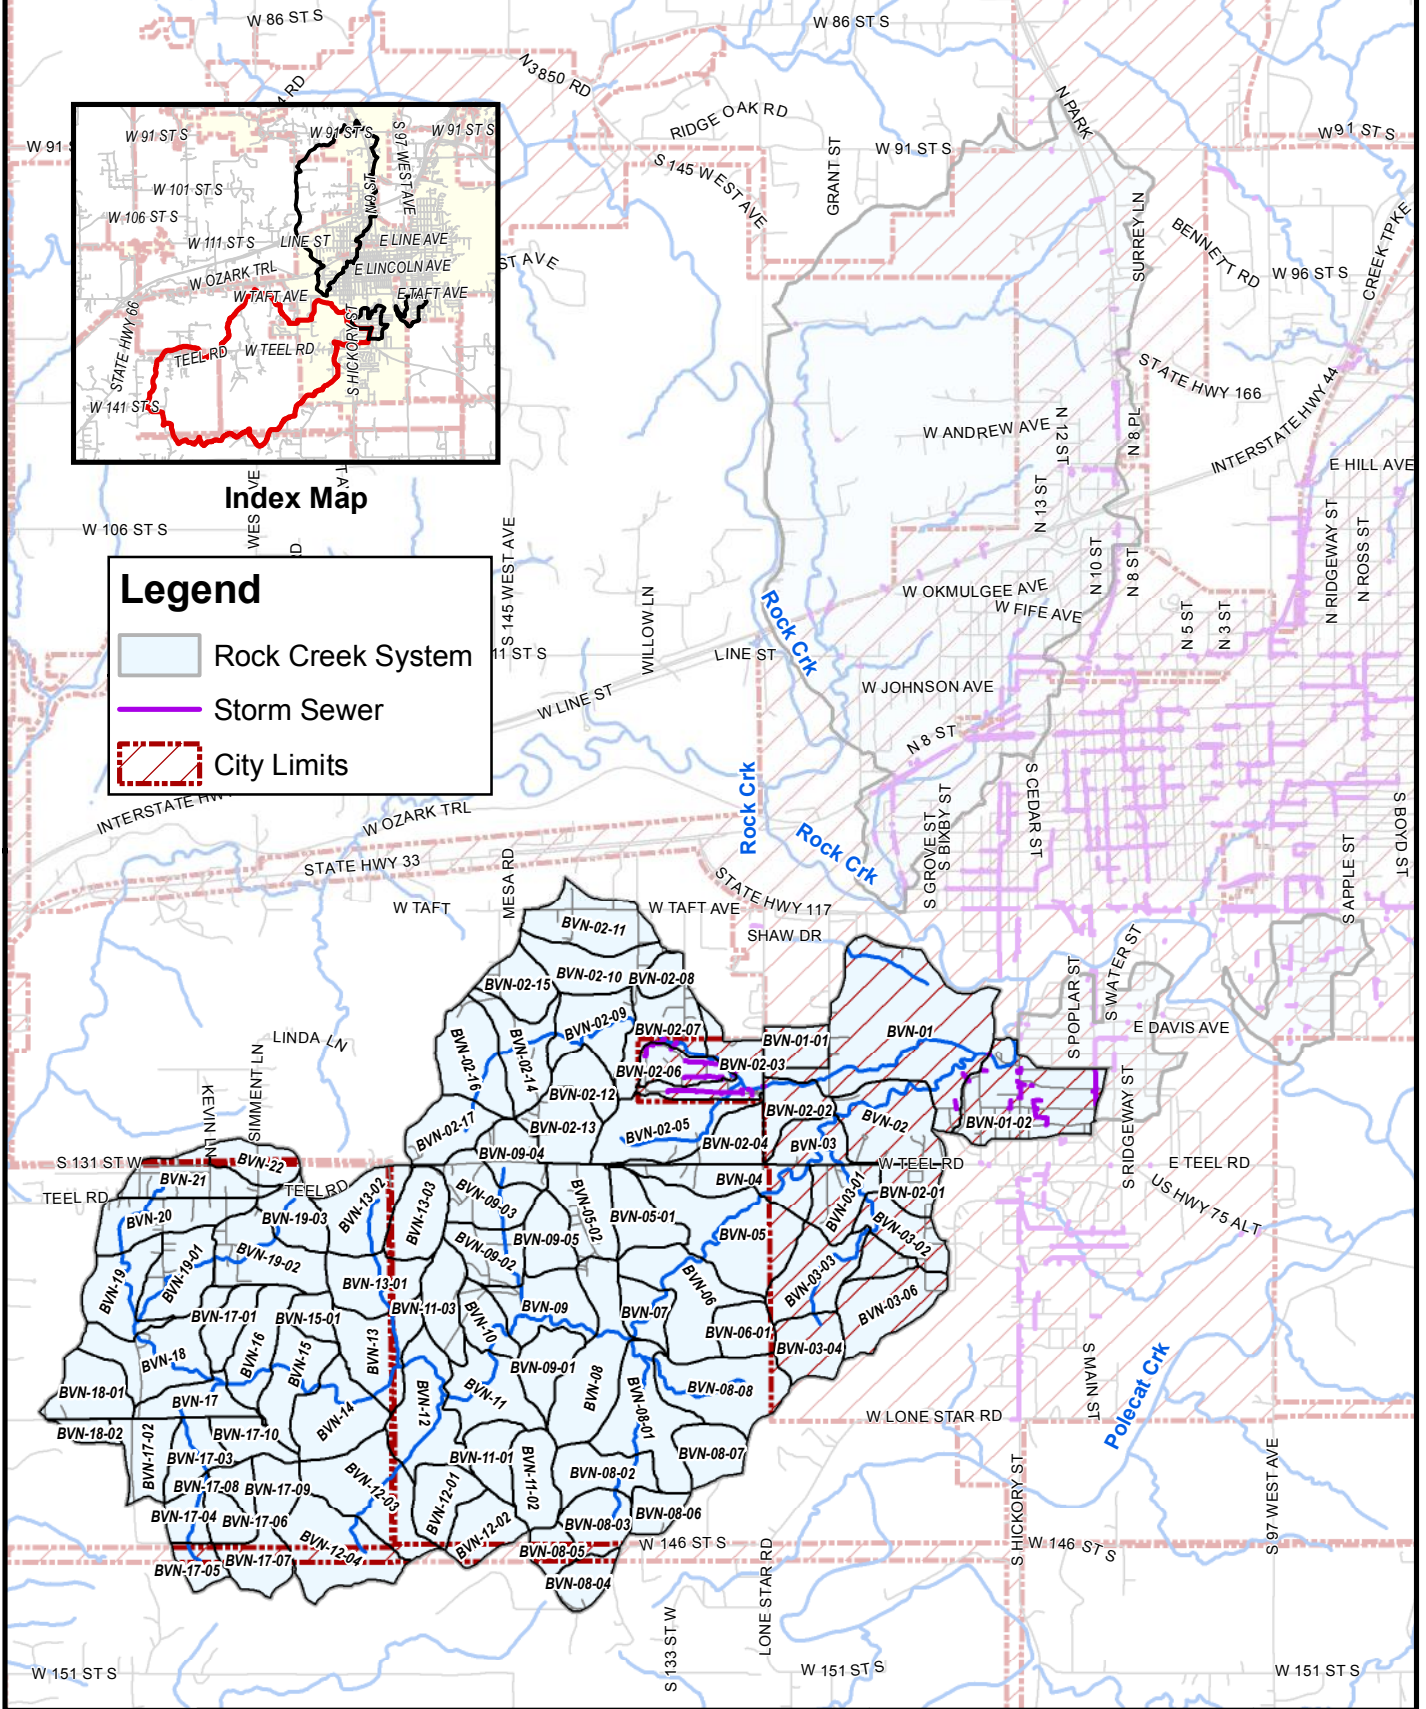 W 86 ST S
W 86 ST S
N3850 RD
4 RD
RIDGE OAK RD
N PARK
W 91 ST S
W 91 ST S
W 91 S
S 145 WEST AVE
GRANT ST
SURREY LN
BENNETT RD
W 96 ST S
CREEK TPKE
W 91 ST S
W 91 ST S
W 91 ST S
S 97 WEST AVE
W 101 ST S
N 9 ST
W 106 ST S
W 111 ST S
LINE ST
E LINE AVE
W OZARK TRL
E LINCOLN AVE
W TAFT AVE
E TAFT AVE
STATE HWY 66
S HICKORY ST
TEEL RD
W TEEL RD
W 141 ST S
ST AVE
Index Map
STATE HWY 166
INTERSTATE HWY 44
W ANDREW AVE
N 12 ST
N 8 PL
E HILL AVE
N 13 ST
W 106 ST S
WES
AVE
TA
RD
S 145 WEST AVE
N 10 ST
N 8 ST
N RIDGEWAY ST
N ROSS ST
Legend
Rock Creek System
Storm Sewer
City Limits
WILLOW LN
Rock Crk
W OKMULGEE AVE
W FIFE AVE
N 5 ST
N 3 ST
11 ST S
LINE ST
W JOHNSON AVE
W LINE ST
N 8 ST
INTERSTATE HW
W OZARK TRL
Rock Crk
Rock Crk
S GROVE ST
S BIXBY ST
S CEDAR ST
S BOYD ST
S APPLE ST
STATE HWY 33
MESA RD
STATE HWY 117
W TAFT
W TAFT AVE
SHAW DR
BVN-02-11
BVN-02-10
BVN-02-08
BVN-02-15
S POPLAR ST
S WATER ST
E DAVIS AVE
LINDA LN
BVN-02-09
BVN-02-07
BVN-01-01
BVN-01
BVN-02-16
BVN-02-14
BVN-02-06
BVN-02-03
BVN-02-12
KEVIN LN
SIMMENT LN
BVN-02-17
BVN-02-13
BVN-02-05
BVN-02-02
BVN-02
BVN-01-02
BVN-02-04
BVN-03
S RIDGEWAY ST
S 131 ST W
BVN-22
BVN-09-04
W TEEL RD
E TEEL RD
BVN-21
TEEL RD
TEEL RD
BVN-04
BVN-02-01
US HWY 75 ALT
BVN-20
BVN-19-03
BVN-13-02
BVN-13-03
BVN-09-03
BVN-05-02
BVN-05-01
BVN-03-01
BVN-05
BVN-03-02
BVN-19-01
BVN-19-02
BVN-09-02
BVN-09-05
BVN-19
BVN-13-01
BVN-03-03
BVN-06
BVN-03-06
BVN-17-01
BVN-15-01
BVN-11-03
BVN-10
BVN-09
BVN-07
BVN-06-01
BVN-16
BVN-13
BVN-03-04
BVN-18
BVN-15
BVN-09-01
BVN-08
BVN-18-01
BVN-17
BVN-12
BVN-11
BVN-08-08
BVN-08-01
S MAIN ST
Polecat Crk
BVN-14
W LONE STAR RD
BVN-18-02
BVN-17-02
BVN-17-10
BVN-17-03
BVN-11-01
BVN-08-07
BVN-08-02
BVN-17-08
BVN-17-09
BVN-12-03
BVN-12-01
BVN-11-02
BVN-17-04
BVN-17-06
BVN-12-02
BVN-08-03
BVN-08-06
S HICKORY ST
S 97 WEST AVE
W 146 ST S
W 146 ST S
BVN-12-04
BVN-08-05
BVN-17-07
BVN-17-05
BVN-08-04
LONE STAR RD
S 133 ST W
W 151 ST S
W 151 ST S
W 151 ST S